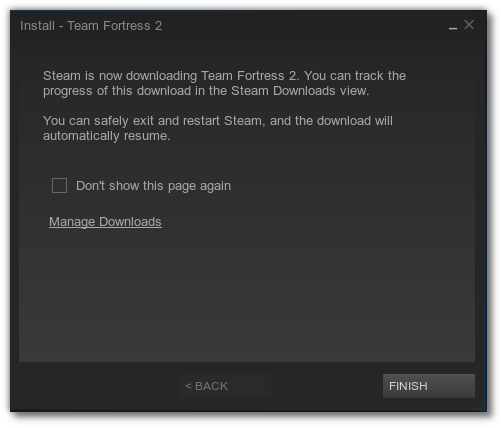 Install - Team Fortress 2
Steam is now downloading Team Fortress 2. You can track the
progress of this download in the Steam Downloads view.
You can safely exit and restart Steam, and the download will
automatically resume.
Don't show this page again
Manage Downloads
< BACK
FINISH